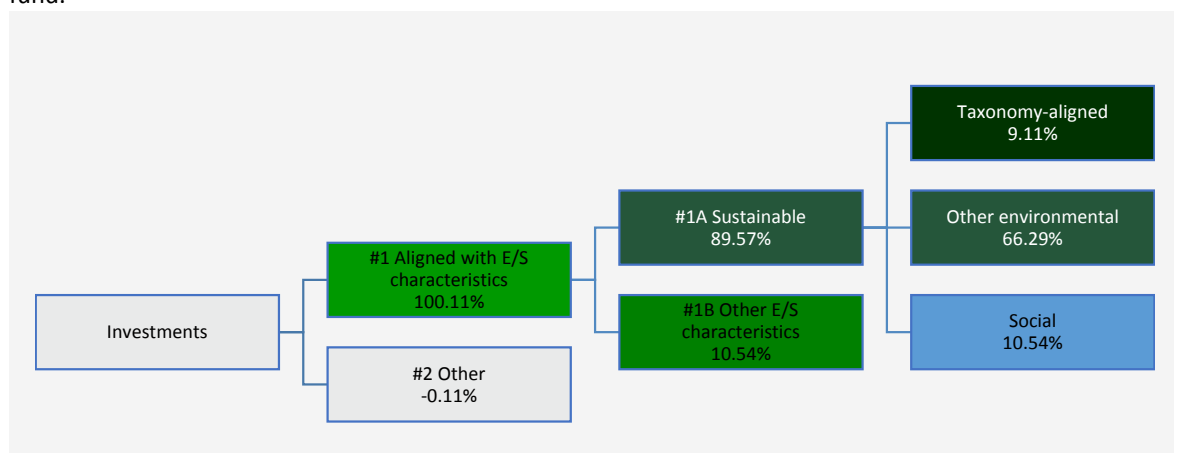 fund.
Taxonomy-aligned
9.11%
#1A Sustainable
89.57%
Other environmental
66.29%
#1 Aligned with E/S
characteristics
100.11%
Investments
#1B Other E/S
characteristics
10.54%
Social
10.54%
#2 Other
-0.11%